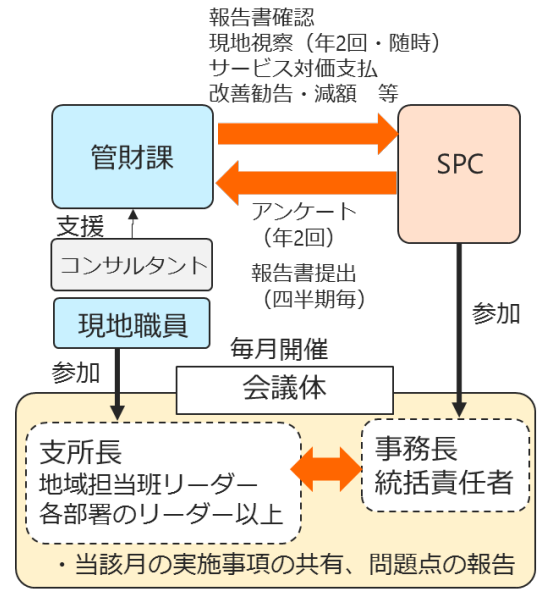 報告書確認
現地視察（年2回・随時）
サービス対価支払
改善勧告・減額　等
管財課
SPC
アンケート
（年2回）
支援
コンサルタント
報告書提出
（四半期毎）
現地職員
参加
毎月開催
参加
会議体
支所長
地域担当班リーダー
各部署のリーダー以上
事務長
統括責任者
・当該月の実施事項の共有、問題点の報告